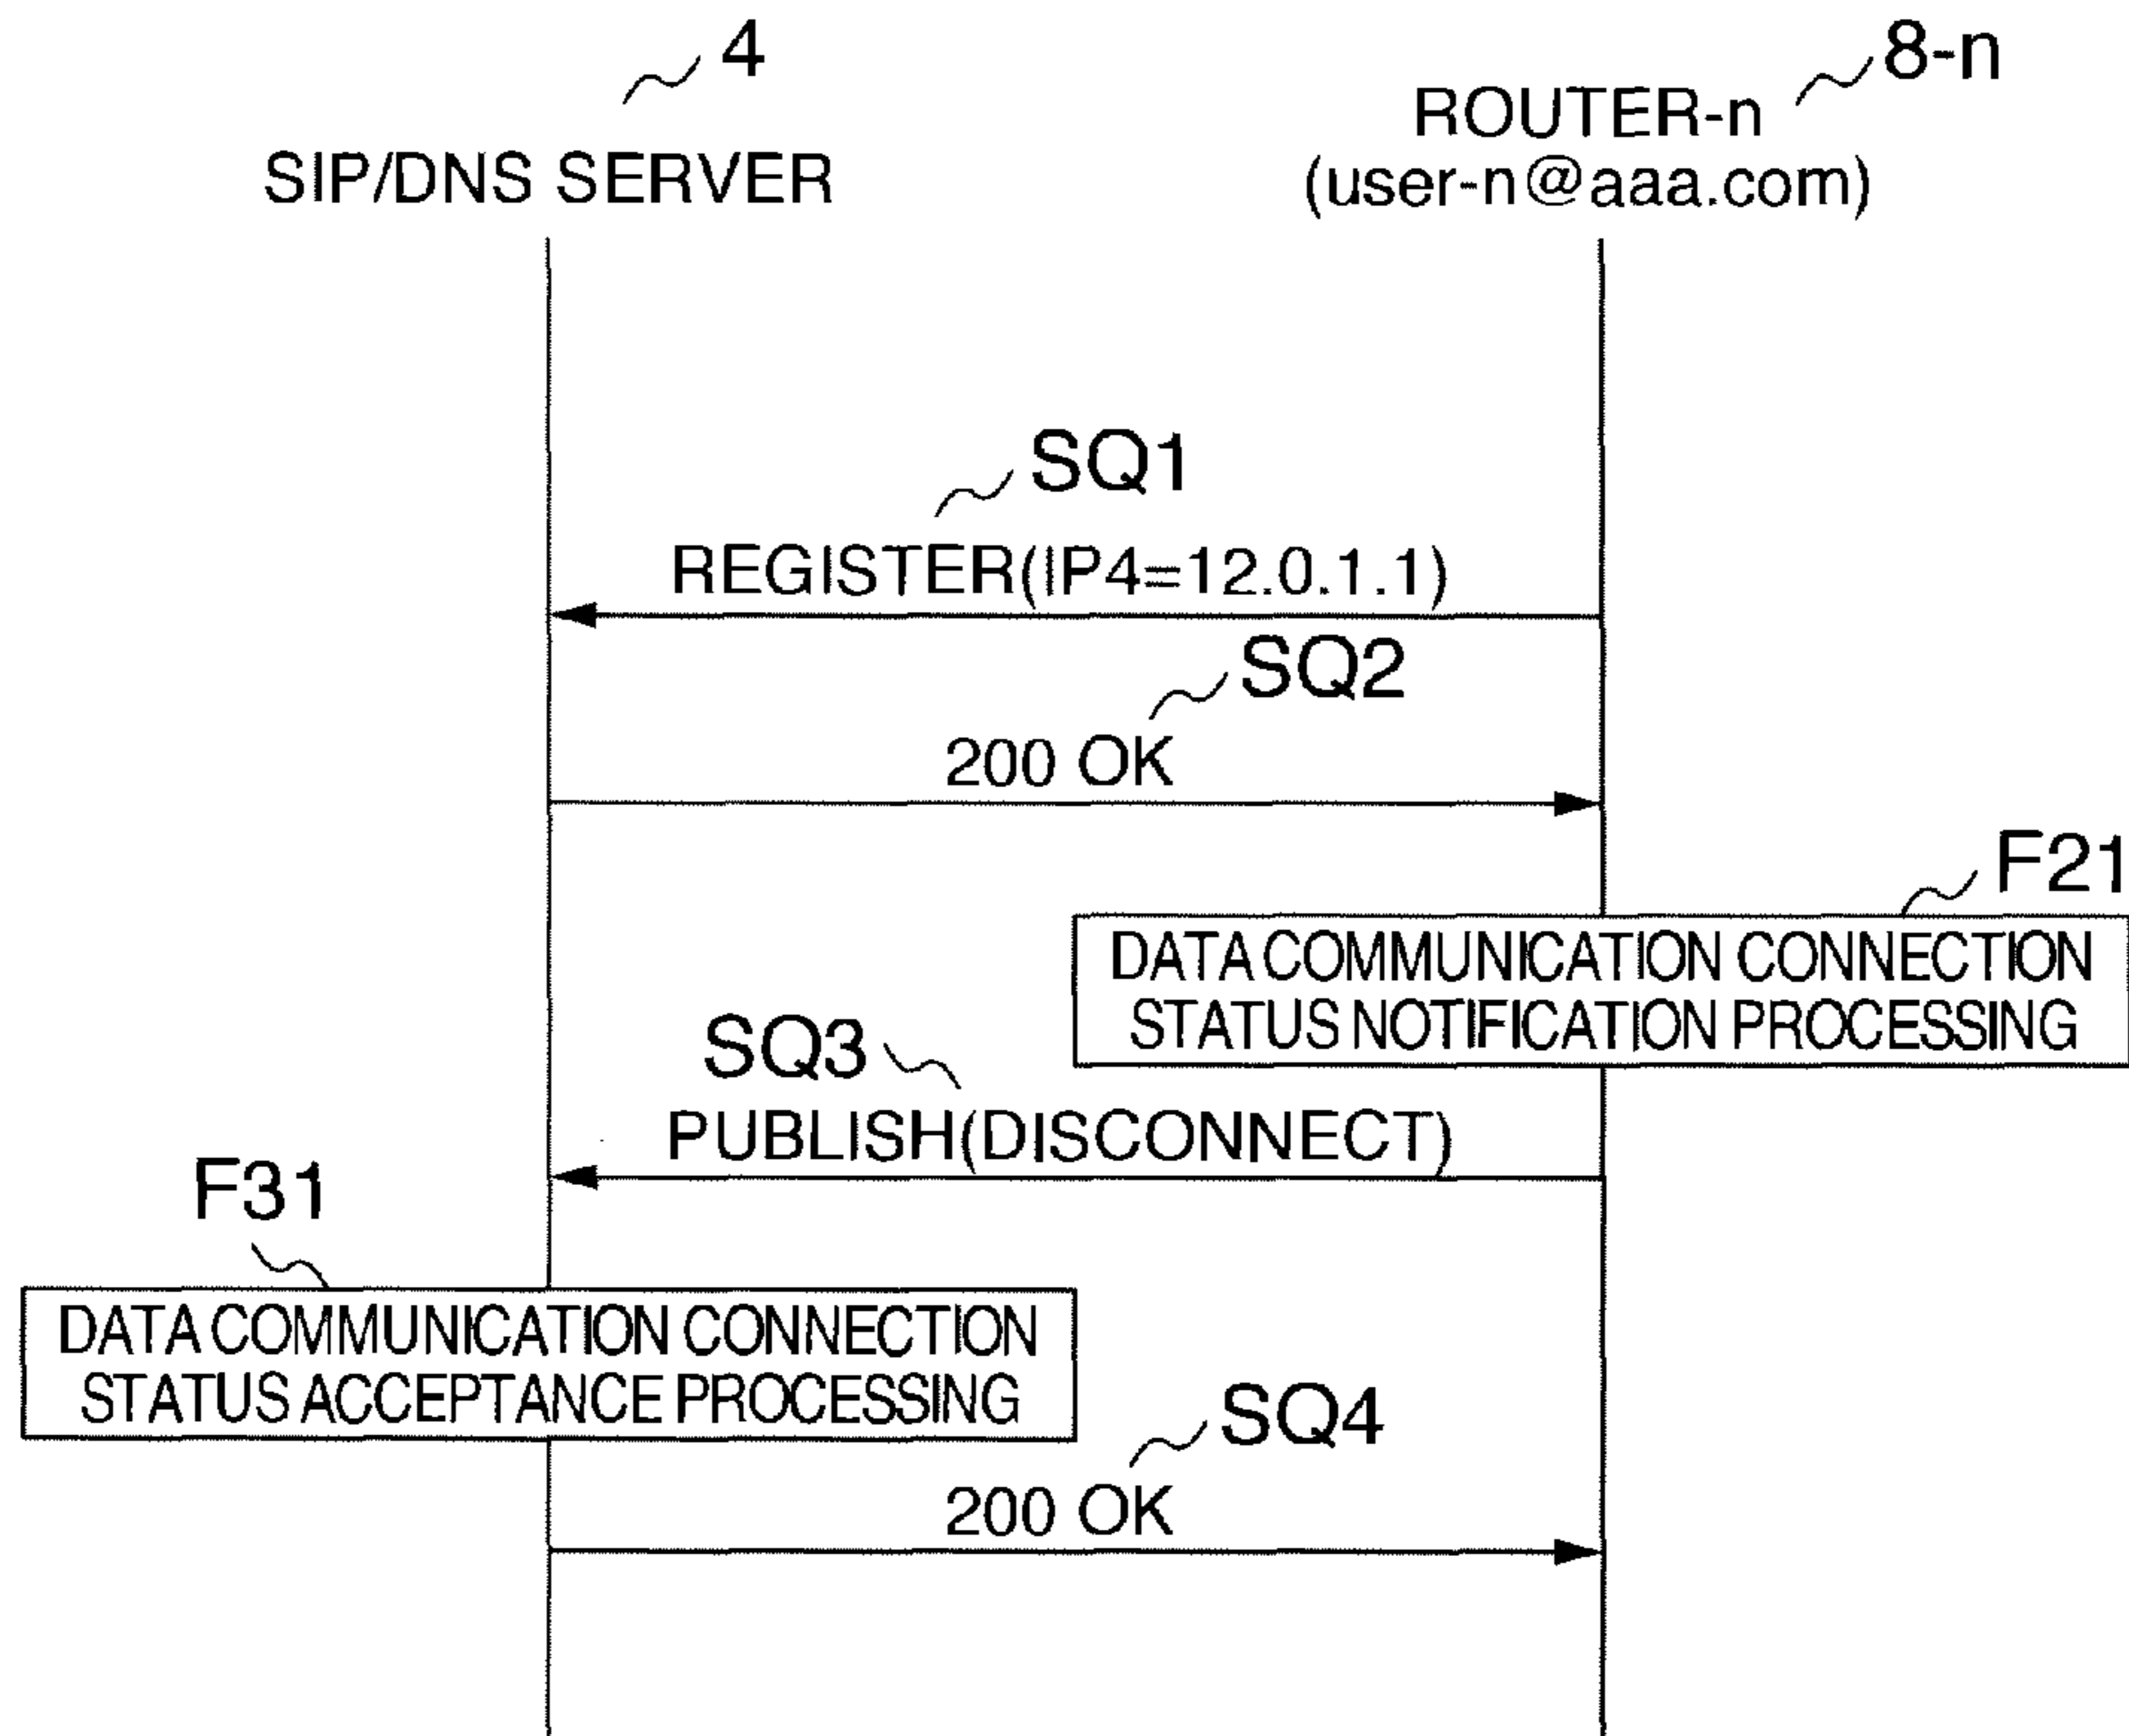 4
SIP/DNS SERVER
8-n
ROUTER-n
(user-n@aaa.com)
SQ1
REGISTER(IP4=12.0.1.1)
SQ2
200 OK
F21
DATA COMMUNICATION CONNECTION
STATUS NOTIFICATION PROCESSING
SQ3
PUBLISH(DISCONNECT)
F31
DATA COMMUNICATION CONNECTION
STATUS ACCEPTANCE PROCESSING
SQ4
200 OK